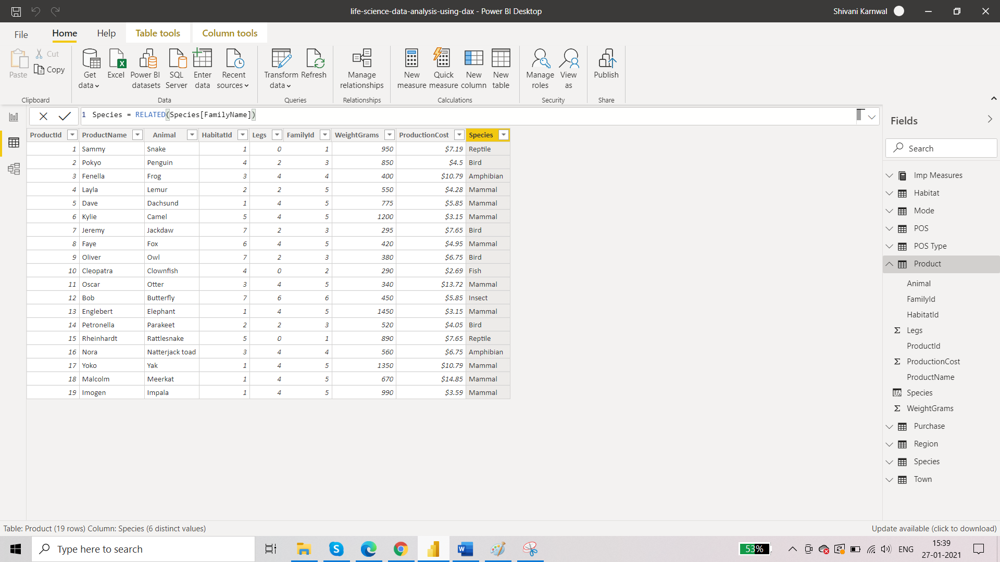 life-science-data-analysis-using-dax - Power BI Desktop
Shivani Karnwal
File Home Help Table tools Column tools
Paste
Cut
Copy
Clipboard
Get data
Excel
Power BI datasets
SQL Server
Enter data
Recent sources
Data
Transform data
Refresh
Queries
Manage relationships
Relationships
New measure
Quick measure
New column
New table
Calculations
Manage roles
View as
Security
Publish
Share
1 Species = RELATED(Species[FamilyName])
ProductId ProductName Animal HabitatId Legs FamilyId WeightGrams ProductionCost Species
1 Sammy Snake 1 0 1 950 $7.19 Reptile
2 Pokyo Penguin 4 2 3 850 $4.5 Bird
3 Fenella Frog 3 4 4 400 $10.79 Amphibian
4 Layla Lemur 2 2 5 550 $4.28 Mammal
5 Dave Dachsund 1 4 5 775 $5.85 Mammal
6 Kylie Camel 5 4 5 1200 $3.15 Mammal
7 Jeremy Jackdaw 7 2 3 295 $7.65 Bird
8 Faye Fox 6 4 5 420 $4.95 Mammal
9 Oliver Owl 7 2 3 380 $6.75 Bird
10 Cleopatra Clownfish 4 0 2 290 $2.69 Fish
11 Oscar Otter 3 4 5 340 $13.72 Mammal
12 Bob Butterfly 7 6 6 450 $5.85 Insect
13 Englebert Elephant 1 4 5 1450 $3.15 Mammal
14 Petronella Parakeet 2 2 3 520 $4.05 Bird
15 Rheinhardt Rattlesnake 5 0 1 890 $7.65 Reptile
16 Nora Natterjack toad 3 4 4 560 $6.75 Amphibian
17 Yoko Yak 1 4 5 1350 $10.79 Mammal
18 Malcolm Meerkat 1 4 5 670 $14.85 Mammal
19 Imogen Impala 1 4 5 990 $3.59 Mammal
Fields
Search
Imp Measures
Habitat
Mode
POS
POS Type
Product
Animal
FamilyId
HabitatId
Σ Legs
ProductId
Σ ProductionCost
ProductName
Species
Σ WeightGrams
Purchase
Region
Species
Town
Table: Product (19 rows) Column: Species (6 distinct values)
Update available (click to download)
Type here to search
53%
ENG
15:39
27-01-2021